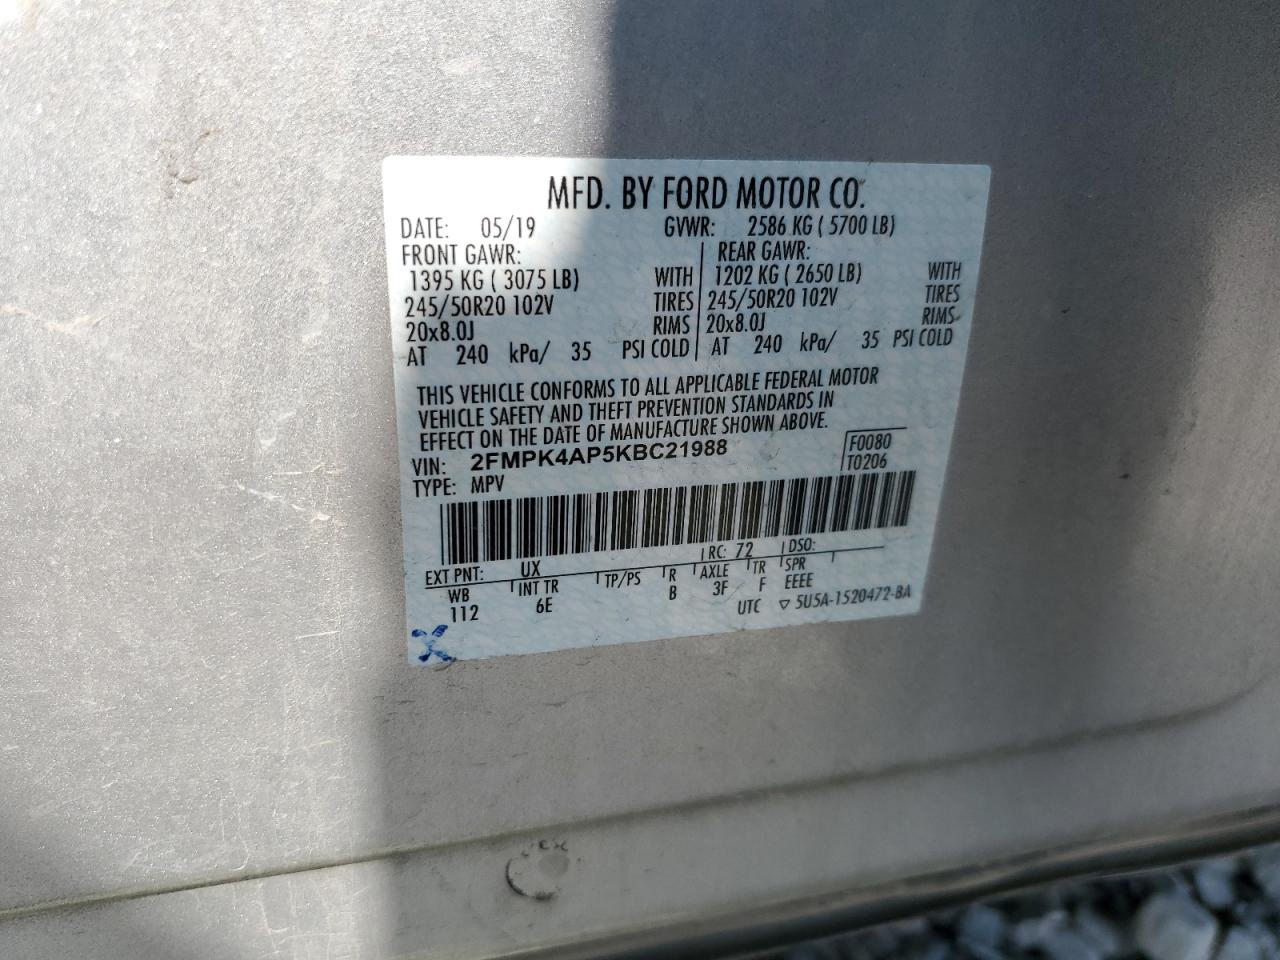 MFD. BY FORD MOTOR CO.
DATE: 05/19 GVWR: 2586 KG ( 5700 LB)
FRONT GAWR: REAR GAWR:
1395 KG ( 3075 LB) WITH 1202 KG ( 2650 LB) WITH
245/50R20 102V TIRES 245/50R20 102V TIRES
20x8.0J RIMS 20x8.0J RIMS
AT 240 kPa/ 35 PSI COLD AT 240 kPa/ 35 PSI COLD
THIS VEHICLE CONFORMS TO ALL APPLICABLE FEDERAL MOTOR
VEHICLE SAFETY AND THEFT PREVENTION STANDARDS IN
EFFECT ON THE DATE OF MANUFACTURE SHOWN ABOVE.
VIN: 2FMPK4AP5KBC21988 F0080
TYPE: MPV T0206
EXT PNT: UX RC: 72 DSO:
WB INT TR TP/PS R AXLE TR SPR
112 6E B 3F F EEEE
UTC ▽ 5U5A-1520472-BA
X